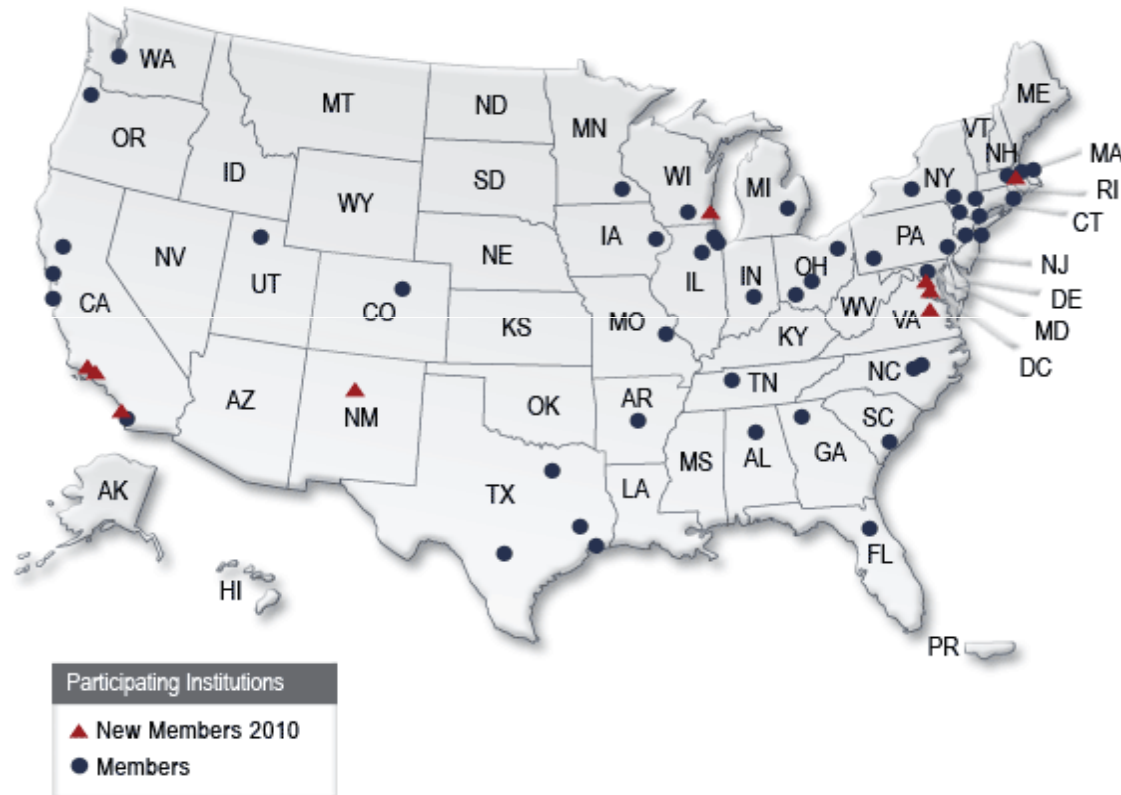 WA
MT
ND
MN
ME
VT
NH
MA
OR
ID
SD
WI
MI
NY
RI
WY
CT
IA
PA
NV
NE
IL
IN
OH
NJ
UT
CA
CO
WV
DE
VA
MD
KS
MO
KY
DC
NC
TN
AZ
NM
OK
AR
SC
MS
AL
GA
TX
LA
AK
FL
HI
PR
Participating Institutions
New Members 2010
Members